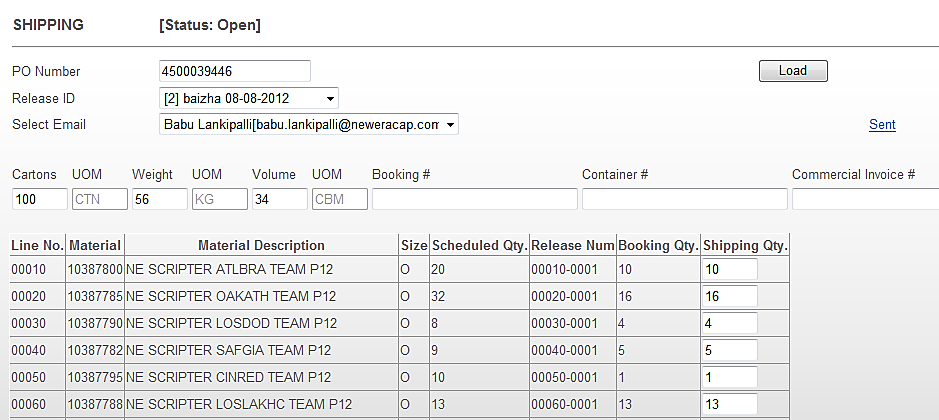 SHIPPING [Status: Open]
PO Number 4500039446 Load
Release ID [2] baizha 08-08-2012
Select Email Babu Lankipalli[babu.lankipalli@neweracap.com Sent
Cartons UOM Weight UOM Volume UOM Booking # Container # Commercial Invoice #
100 CTN 56 KG 34 CBM
Line No. Material Material Description Size Scheduled Qty. Release Num Booking Qty. Shipping Qty.
00010 10387800 NE SCRIPTER ATLBRA TEAM P12 O 20 00010-0001 10 10
00020 10387785 NE SCRIPTER OAKATH TEAM P12 O 32 00020-0001 16 16
00030 10387790 NE SCRIPTER LOSDOD TEAM P12 O 8 00030-0001 4 4
00040 10387782 NE SCRIPTER SAFGIA TEAM P12 O 9 00040-0001 5 5
00050 10387795 NE SCRIPTER CINRED TEAM P12 O 10 00050-0001 1 1
00060 10387788 NE SCRIPTER LOSLAKHC TEAM P12 O 13 00060-0001 13 13